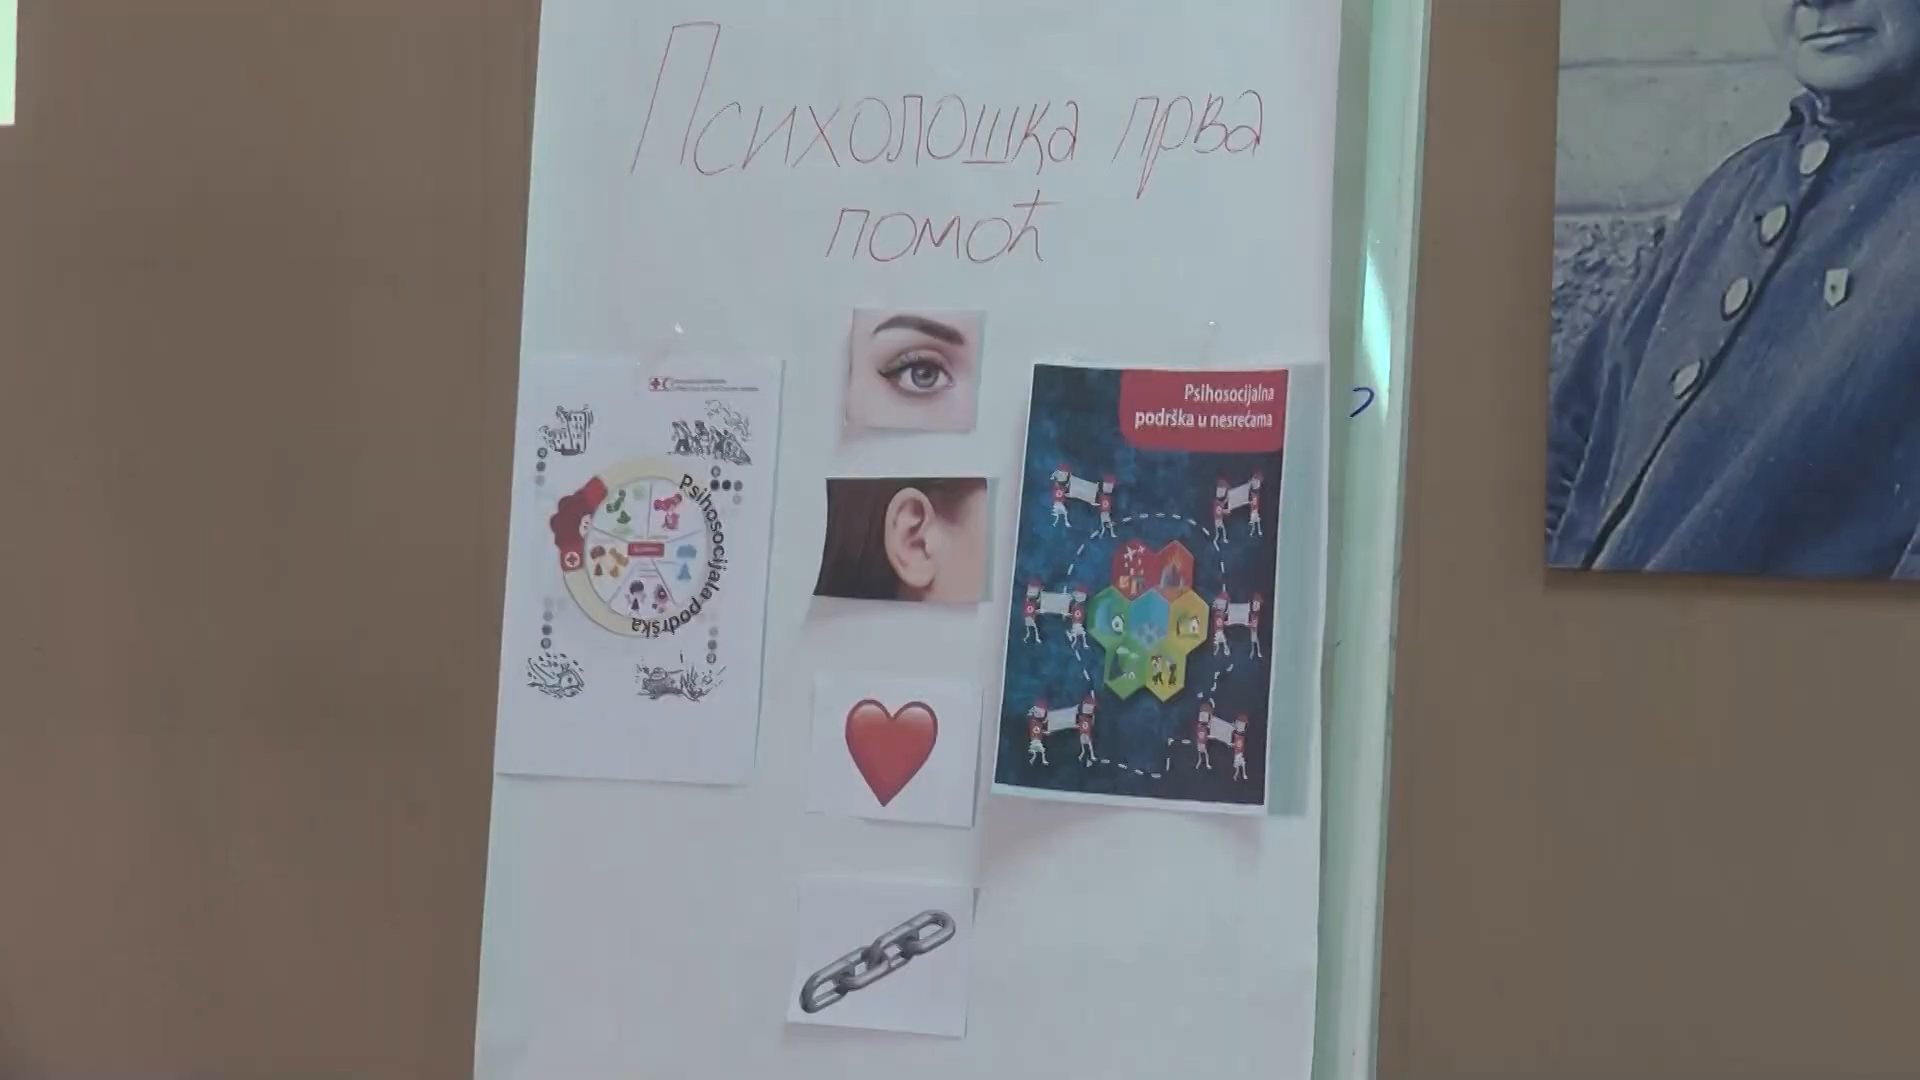 Психолошка прва
помоћ
Psihosocijalna
podrška u nesrećama
Psihosocijala podrška